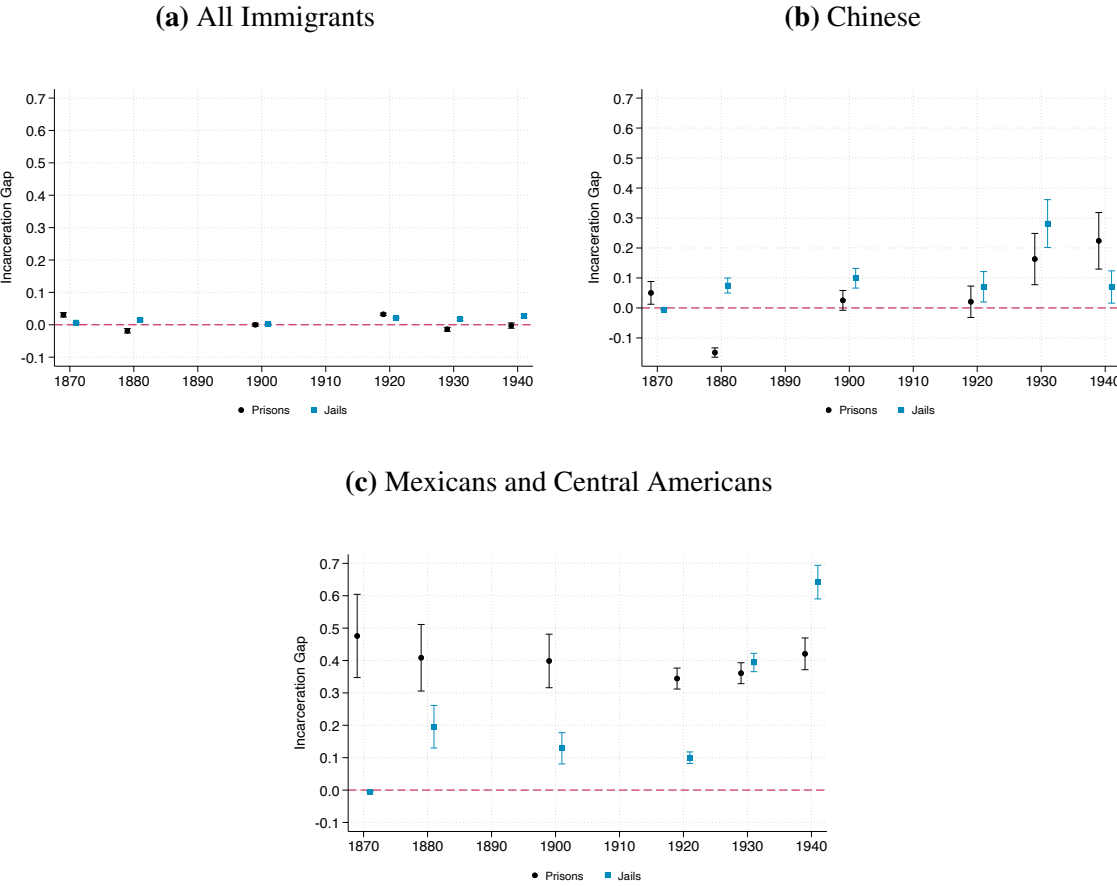 (a) All Immigrants
Incarceration Gap
0.7
0.6
0.5
0.4
0.3
0.2
0.1
0.0
-0.1
1870 1880 1890 1900 1910 1920 1930 1940
Prisons Jails
(b) Chinese
Incarceration Gap
0.7
0.6
0.5
0.4
0.3
0.2
0.1
0.0
-0.1
1870 1880 1890 1900 1910 1920 1930 1940
Prisons Jails
(c) Mexicans and Central Americans
Incarceration Gap
0.7
0.6
0.5
0.4
0.3
0.2
0.1
0.0
-0.1
1870 1880 1890 1900 1910 1920 1930 1940
Prisons Jails